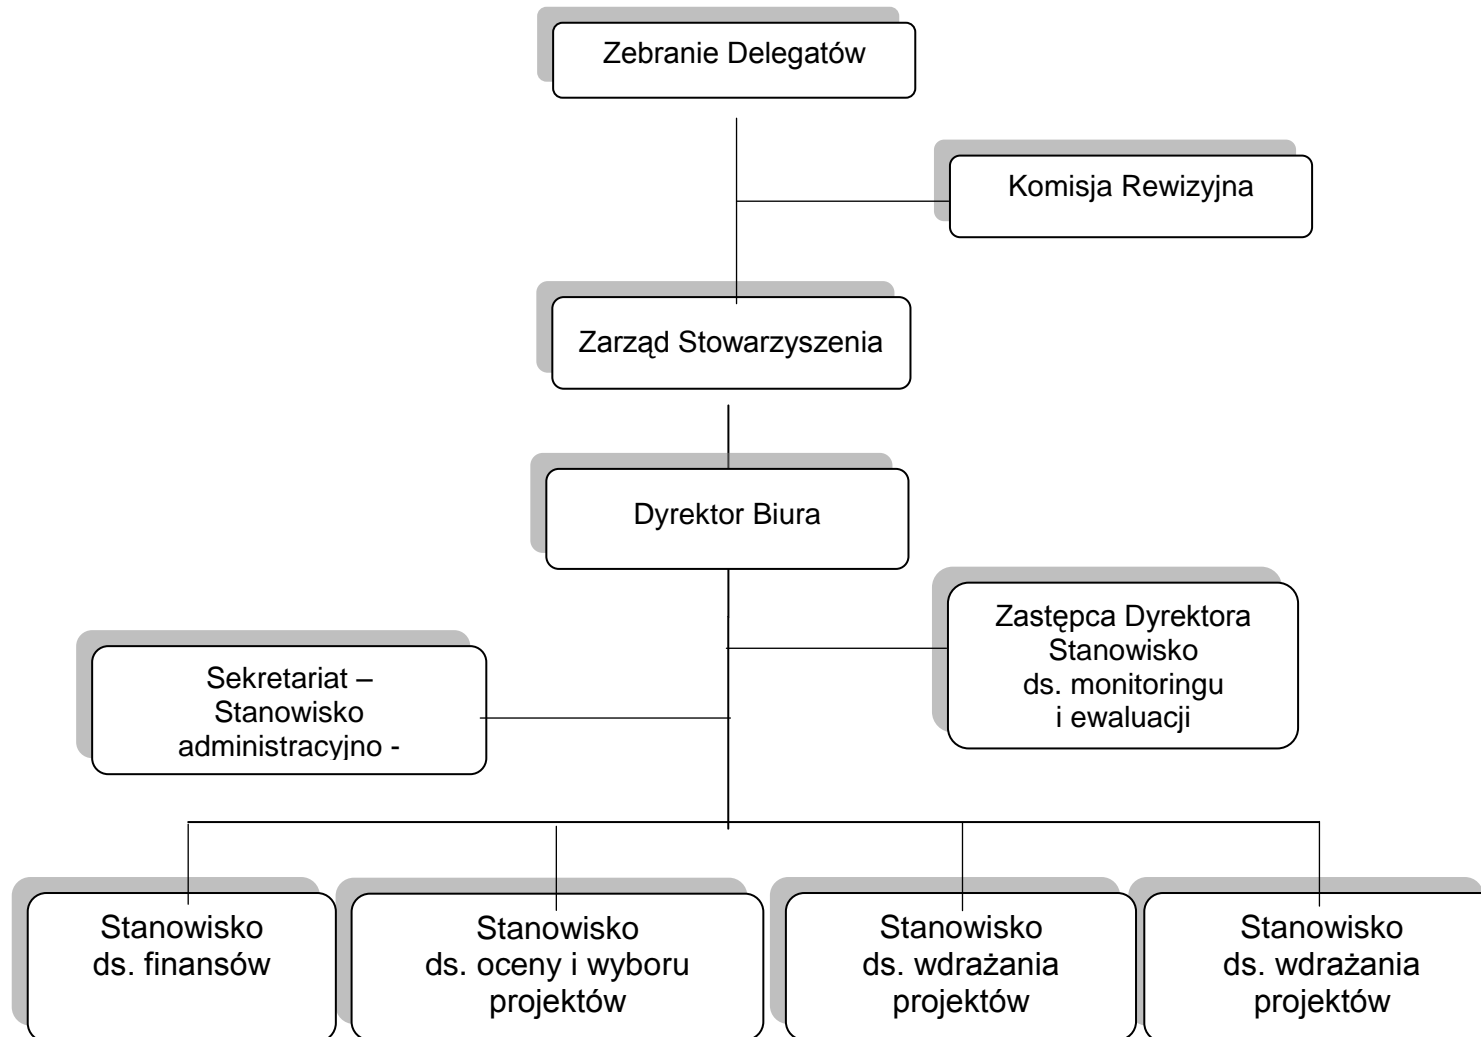 Zebranie Delegatów
Komisja Rewizyjna
Zarząd Stowarzyszenia
Dyrektor Biura
Zastępca Dyrektora
Stanowisko
ds. monitoringu
i ewaluacji
Sekretariat –
Stanowisko
administracyjno -
Stanowisko
ds. finansów
Stanowisko
ds. oceny i wyboru
projektów
Stanowisko
ds. wdrażania
projektów
Stanowisko
ds. wdrażania
projektów